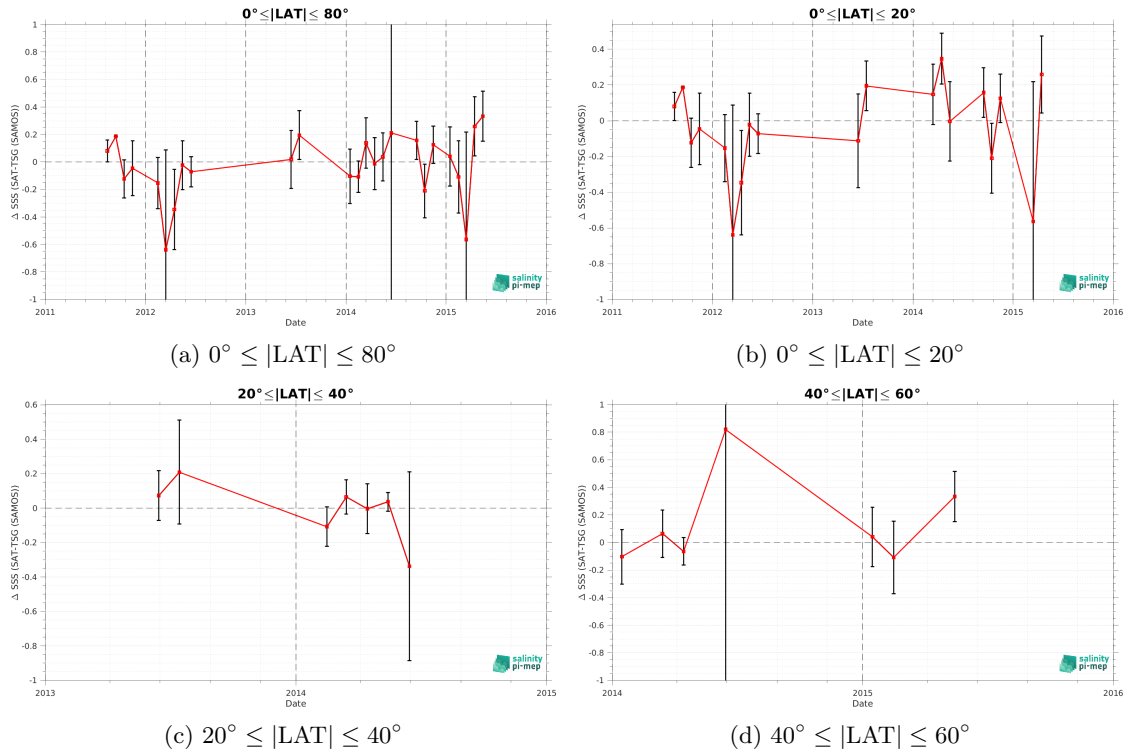 0°≤|LAT|≤ 80°
Δ SSS (SAT-TSG (SAMOS))
1
0.8
0.6
0.4
0.2
0
-0.2
-0.4
-0.6
-0.8
-1
2011
2012
2013
2014
2015
2016
Date
salinity
pi-mep
(a) 0° ≤ |LAT| ≤ 80°
0°≤|LAT|≤ 20°
Δ SSS (SAT-TSG (SAMOS))
0.4
0.2
0
-0.2
-0.4
-0.6
-0.8
-1
2011
2012
2013
2014
2015
2016
Date
salinity
pi-mep
(b) 0° ≤ |LAT| ≤ 20°
20°≤|LAT|≤ 40°
Δ SSS (SAT-TSG (SAMOS))
0.6
0.4
0.2
0
-0.2
-0.4
-0.6
-0.8
-1
2013
2014
2015
Date
salinity
pi-mep
(c) 20° ≤ |LAT| ≤ 40°
40°≤|LAT|≤ 60°
Δ SSS (SAT-TSG (SAMOS))
1
0.8
0.6
0.4
0.2
0
-0.2
-0.4
-0.6
-0.8
-1
2014
2015
2016
Date
salinity
pi-mep
(d) 40° ≤ |LAT| ≤ 60°